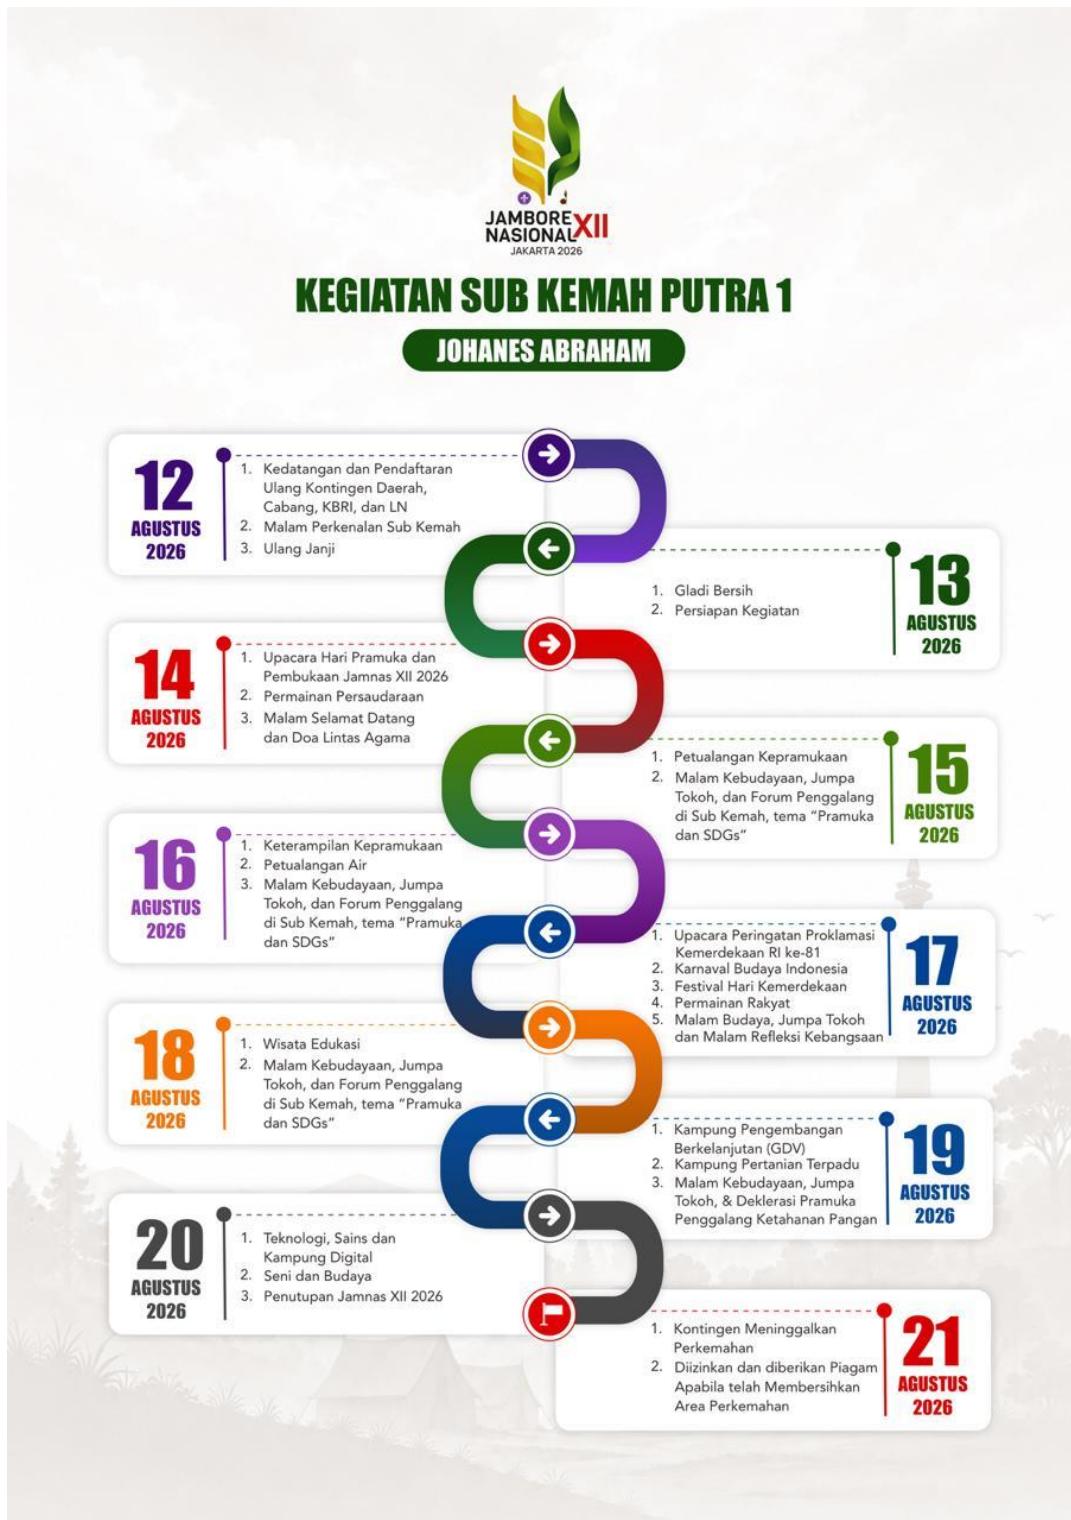 JAMBORE
NASIONAL XII
JAKARTA 2026
KEGIATAN SUB KEMAH PUTRA 1
JOHANES ABRAHAM
12
AGUSTUS
2026
1. Kedatangan dan Pendaftaran
Ulang Kontingen Daerah,
Cabang, KBRI, dan LN
2. Malam Perkenalan Sub Kemah
3. Ulang Janji
13
AGUSTUS
2026
1. Gladi Bersih
2. Persiapan Kegiatan
14
AGUSTUS
2026
1. Upacara Hari Pramuka dan
Pembukaan Jamnas XII 2026
2. Permainan Persaudaraan
3. Malam Selamat Datang
dan Doa Lintas Agama
15
AGUSTUS
2026
1. Petualangan Kepramukaan
2. Malam Kebudayaan, Jumpa
Tokoh, dan Forum Penggalang
di Sub Kemah, tema “Pramuka
dan SDGs”
16
AGUSTUS
2026
1. Keterampilan Kepramukaan
2. Petualangan Air
3. Malam Kebudayaan, Jumpa
Tokoh, dan Forum Penggalang
di Sub Kemah, tema “Pramuka
dan SDGs”
17
AGUSTUS
2026
1. Upacara Peringatan Proklamasi
Kemerdekaan RI ke-81
2. Karnaval Budaya Indonesia
3. Festival Hari Kemerdekaan
4. Permainan Rakyat
5. Malam Budaya, Jumpa Tokoh
dan Malam Refleksi Kebangsaan
18
AGUSTUS
2026
1. Wisata Edukasi
2. Malam Kebudayaan, Jumpa
Tokoh, dan Forum Penggalang
di Sub Kemah, tema “Pramuka
dan SDGs”
19
AGUSTUS
2026
1. Kampung Pengembangan
Berkelanjutan (GDV)
2. Kampung Pertanian Terpadu
3. Malam Kebudayaan, Jumpa
Tokoh, & Deklerasi Pramuka
Penggalang Ketahanan Pangan
20
AGUSTUS
2026
1. Teknologi, Sains dan
Kampung Digital
2. Seni dan Budaya
3. Penutupan Jamnas XII 2026
21
AGUSTUS
2026
1. Kontingen Meninggalkan
Perkemahan
2. Diizinkan dan diberikan Piagam
Apabila telah Membersihkan
Area Perkemahan